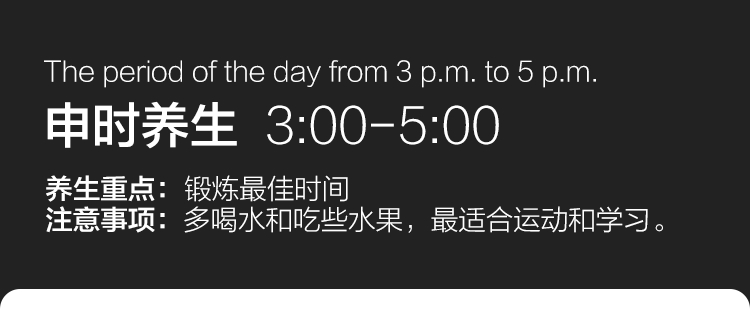 The period of the day from 3 p.m. to 5 p.m.
申时养生 3:00-5:00
养生重点：锻炼最佳时间
注意事项：多喝水和吃些水果，最适合运动和学习。